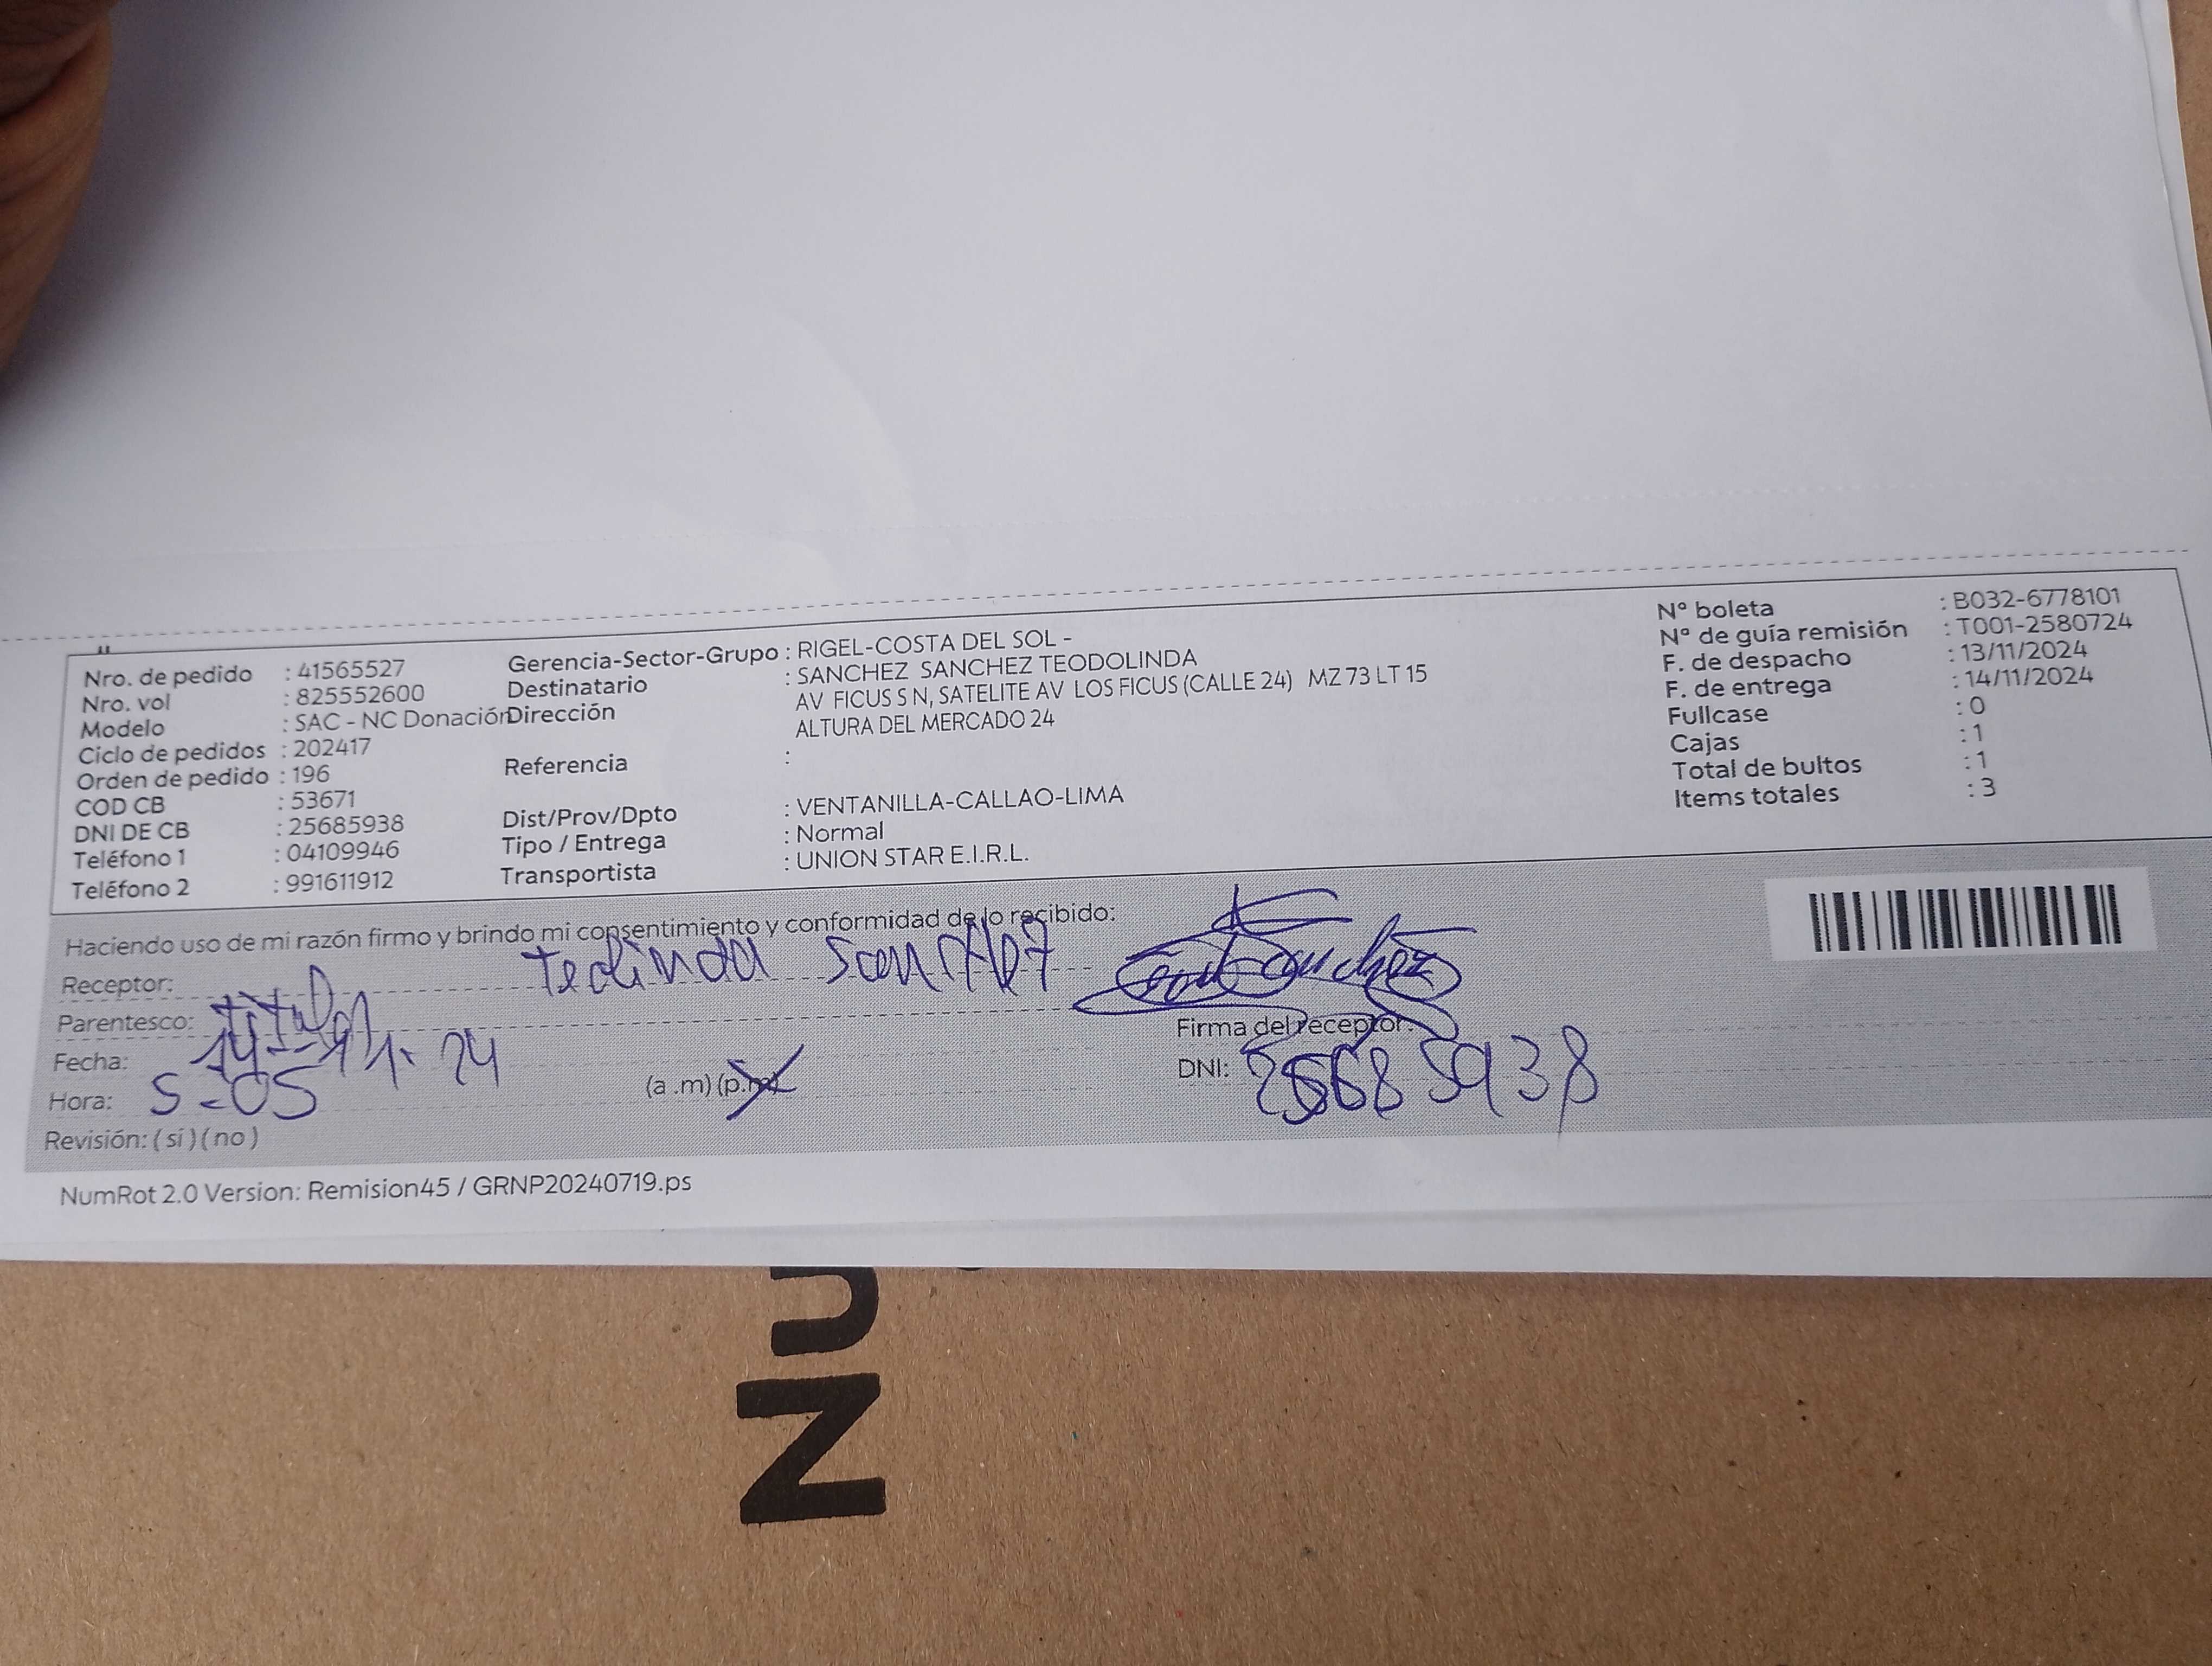 Nro. de pedido : 41565527
Nro. vol : 825552600
Modelo : SAC - NC Donación
Ciclo de pedidos : 202417
Orden de pedido : 196
COD CB : 53671
DNI DE CB : 25685938
Teléfono 1 : 04109946
Teléfono 2 : 991611912
Gerencia-Sector-Grupo : RIGEL-COSTA DEL SOL -
Destinatario : SANCHEZ SANCHEZ TEODOLINDA
Dirección AV FICUS S N, SATELITE AV LOS FICUS (CALLE 24) MZ 73 LT 15
ALTURA DEL MERCADO 24
Referencia :
Dist/Prov/Dpto : VENTANILLA-CALLAO-LIMA
Tipo / Entrega : Normal
Transportista : UNION STAR E.I.R.L.
N° boleta : B032-6778101
N° de guía remisión : T001-2580724
F. de despacho : 13/11/2024
F. de entrega : 14/11/2024
Fullcase : 0
Cajas : 1
Total de bultos : 1
Items totales : 3
Haciendo uso de mi razón firmo y brindo mi consentimiento y conformidad de lo recibido:
Receptor: teolinda
Parentesco: titular
Fecha: 14-11-24
Hora: 5-05 (a .m) (p.m)
Firma del receptor:
DNI: 25685938
Revisión: ( sí ) ( no )
NumRot 2.0 Version: Remision45 / GRNP20240719.ps